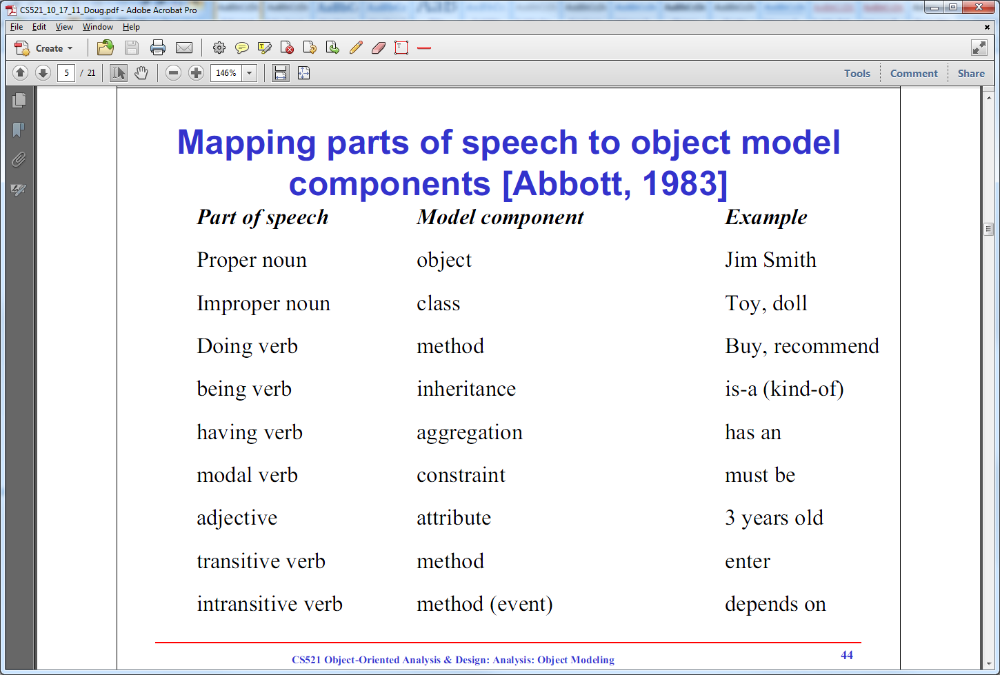 CS521_10_17_11_Doug.pdf - Adobe Acrobat Pro
File Edit View Window Help
Create
5 / 21 146% Tools Comment Share
Mapping parts of speech to object model
components [Abbott, 1983]
Part of speech Model component Example
Proper noun object Jim Smith
Improper noun class Toy, doll
Doing verb method Buy, recommend
being verb inheritance is-a (kind-of)
having verb aggregation has an
modal verb constraint must be
adjective attribute 3 years old
transitive verb method enter
intransitive verb method (event) depends on
CS521 Object-Oriented Analysis & Design: Analysis: Object Modeling 44